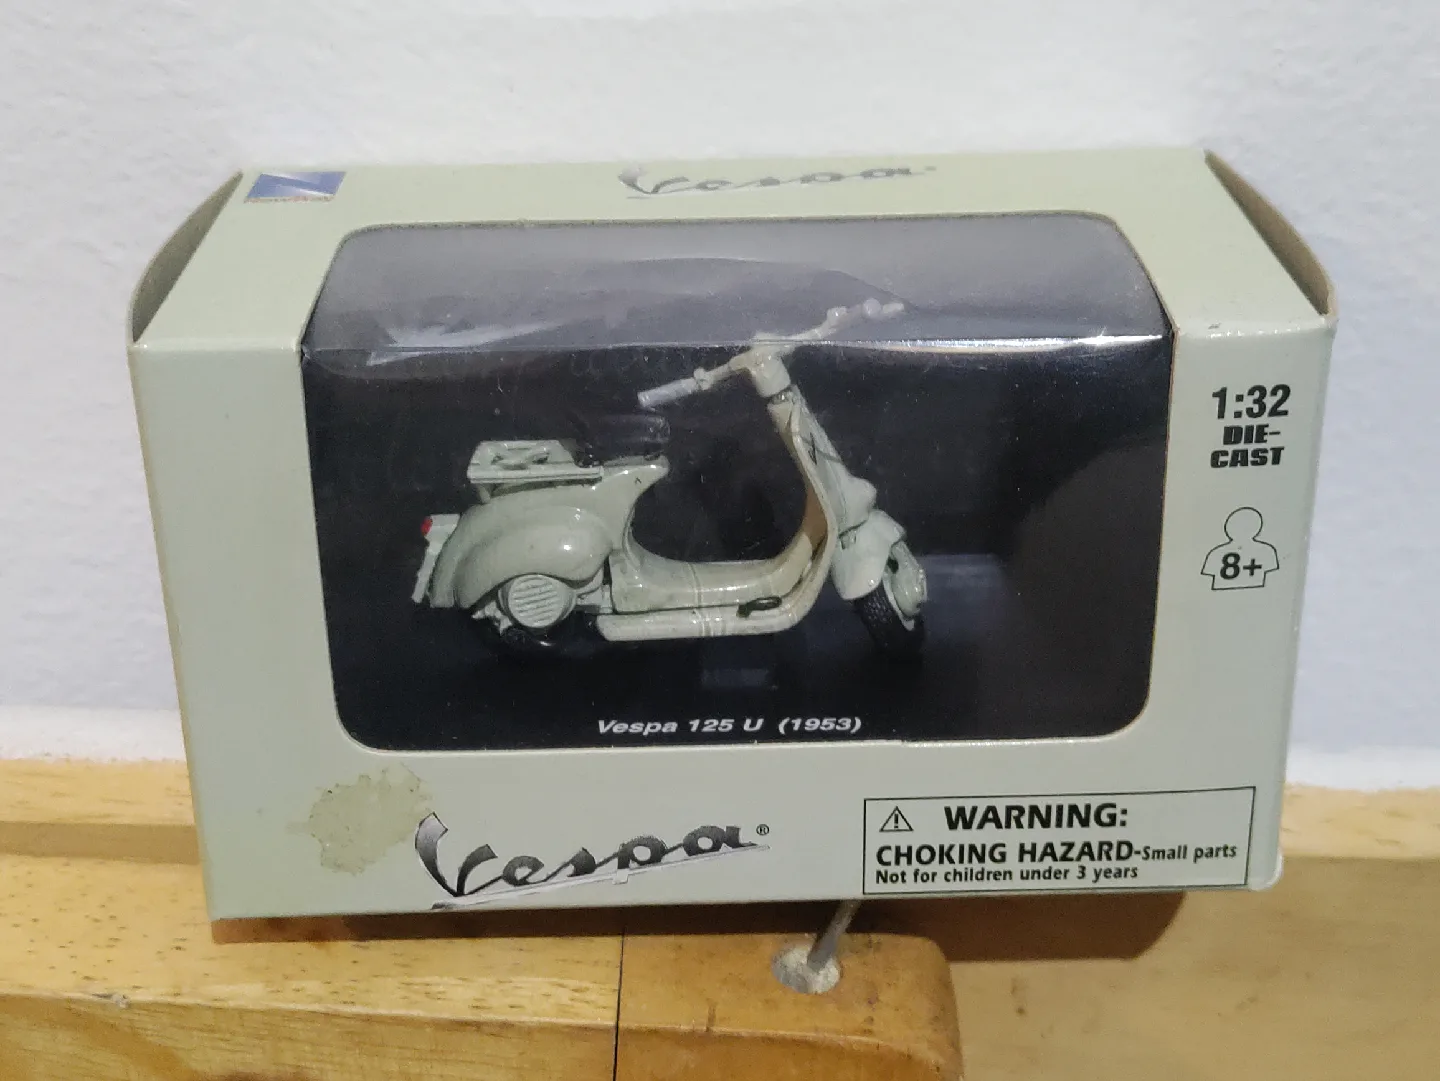 Vespa
1:32
DIE-
CAST
8+
Vespa 125 U (1953)
Vespa®
WARNING:
CHOKING HAZARD-Small parts
Not for children under 3 years